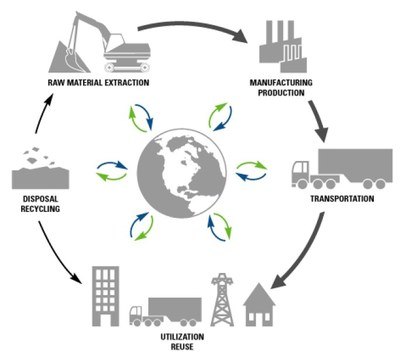 RAW MATERIAL EXTRACTION
MANUFACTURING
PRODUCTION
TRANSPORTATION
DISPOSAL
RECYCLING
UTILIZATION
REUSE